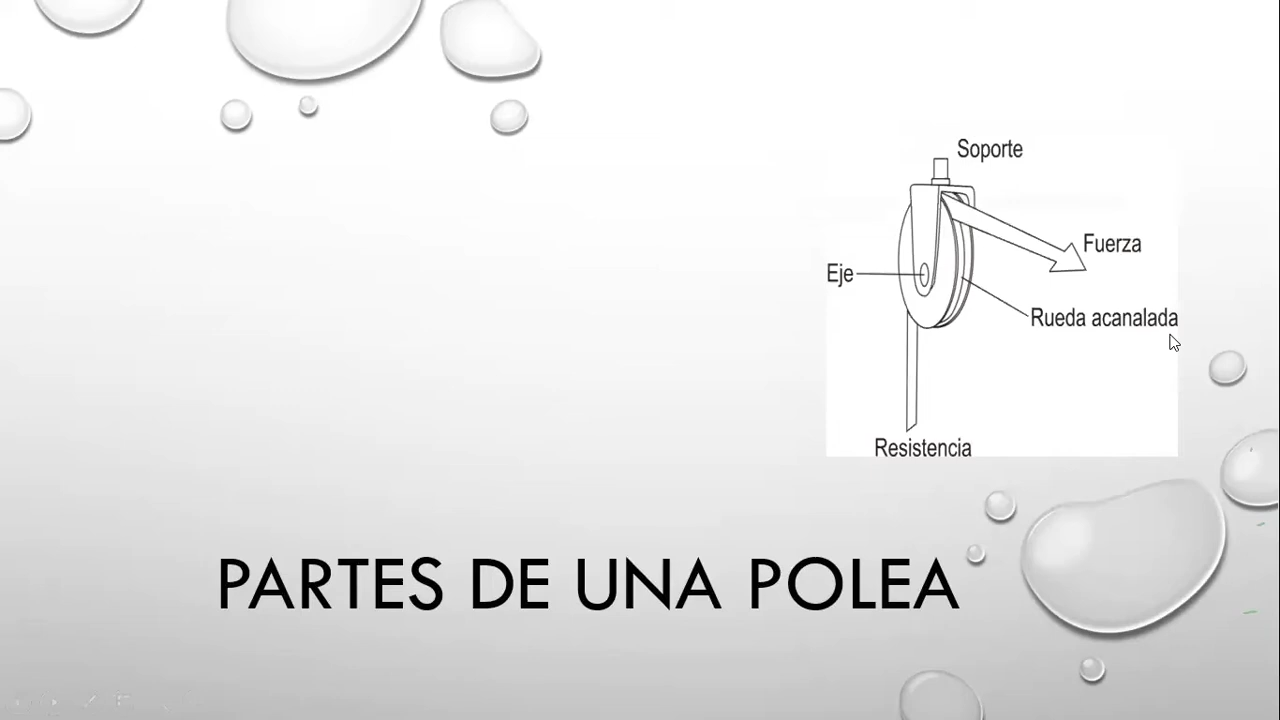 Soporte
Fuerza
Eje
Rueda acanalada
Resistencia
PARTES DE UNA POLEA